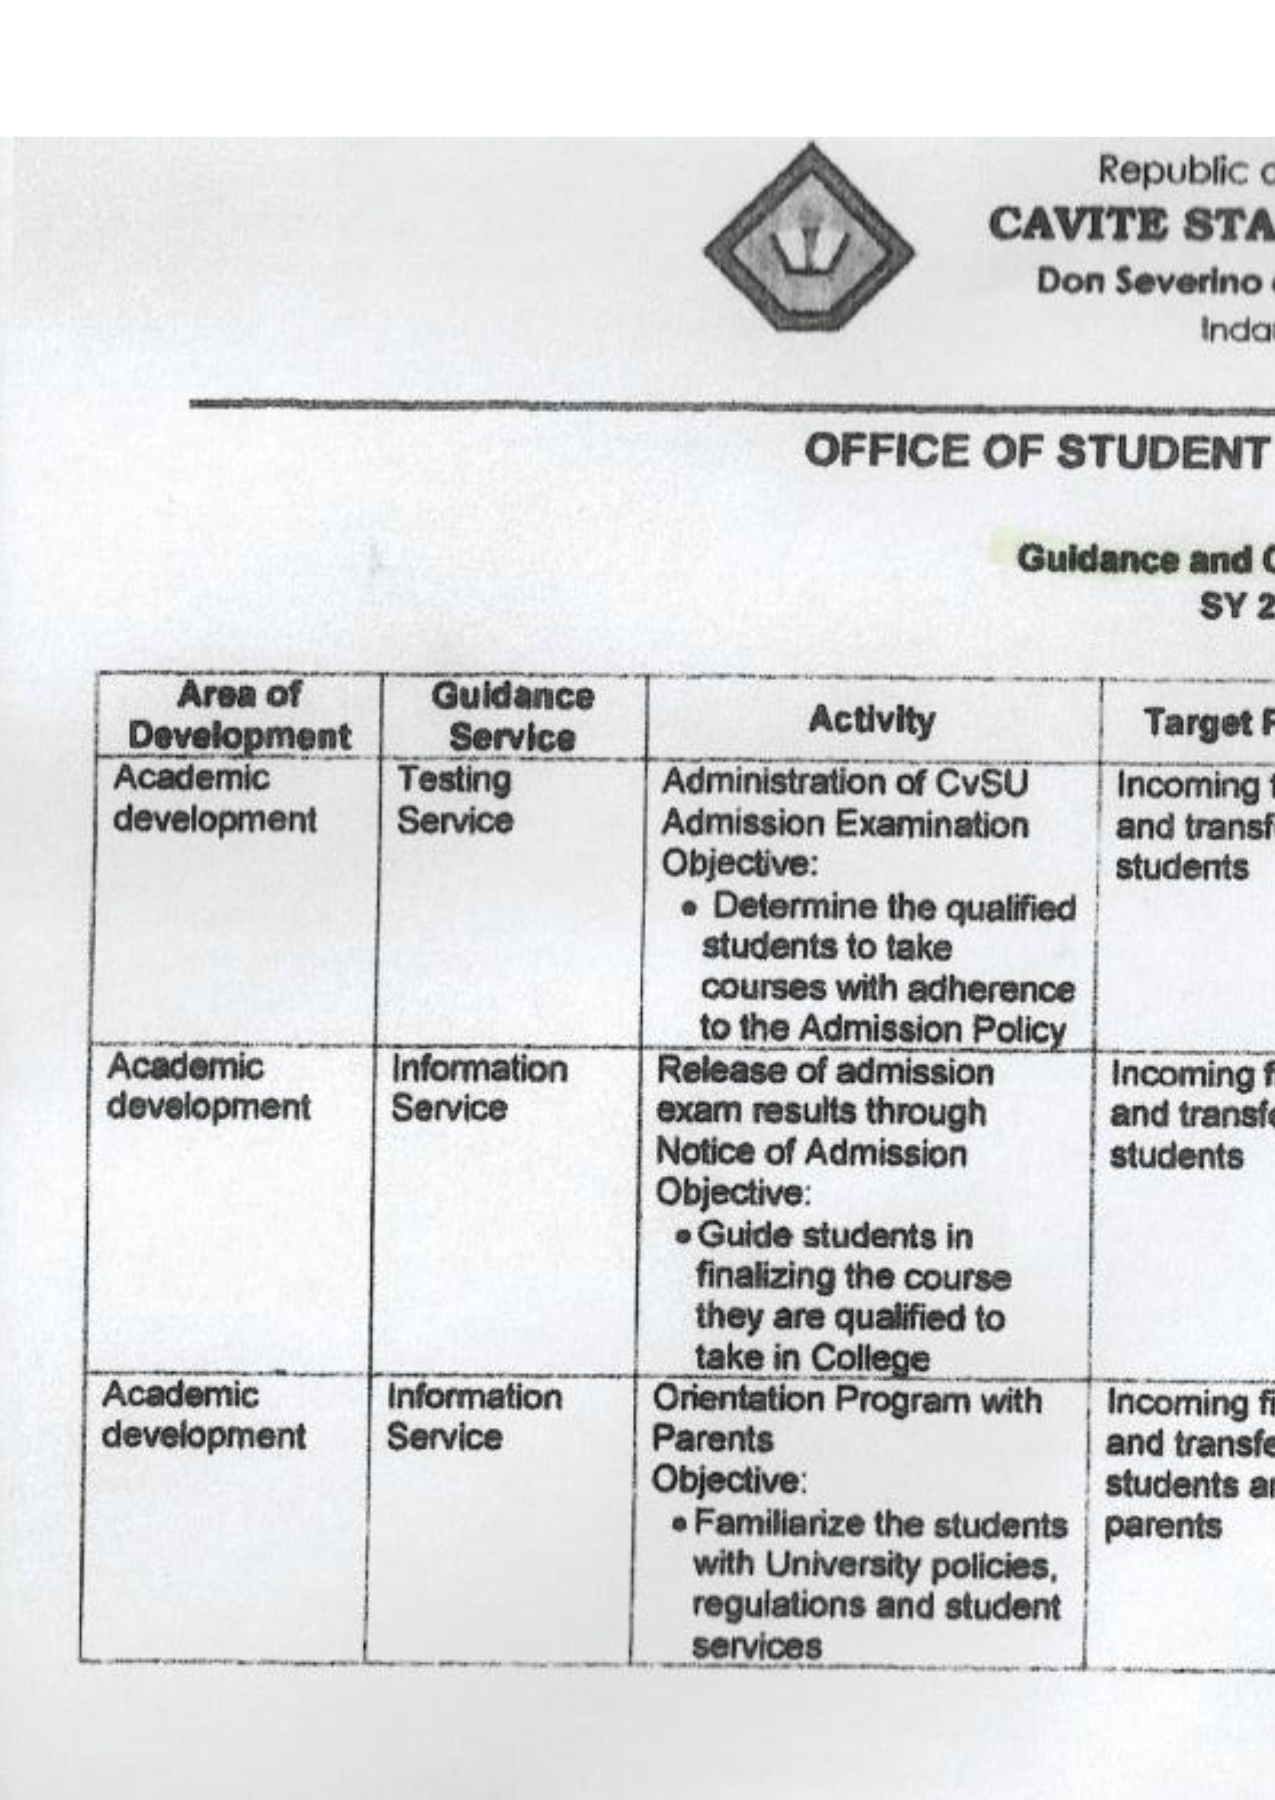 Republic o
CAVITE STA
Don Severino
Inda
OFFICE OF STUDENT
Guidance and C
SY 2
Area of
Development
Guidance
Service
Activity
Target P
Academic
development
Testing
Service
Administration of CvSU
Admission Examination
Objective:
• Determine the qualified
students to take
courses with adherence
to the Admission Policy
Incoming f
and transf
students
Academic
development
Information
Service
Release of admission
exam results through
Notice of Admission
Objective:
• Guide students in
finalizing the course
they are qualified to
take in College
Incoming fi
and transfe
students
Academic
development
Information
Service
Orientation Program with
Parents
Objective:
• Familiarize the students
with University policies,
regulations and student
services
Incoming fi
and transfe
students an
parents